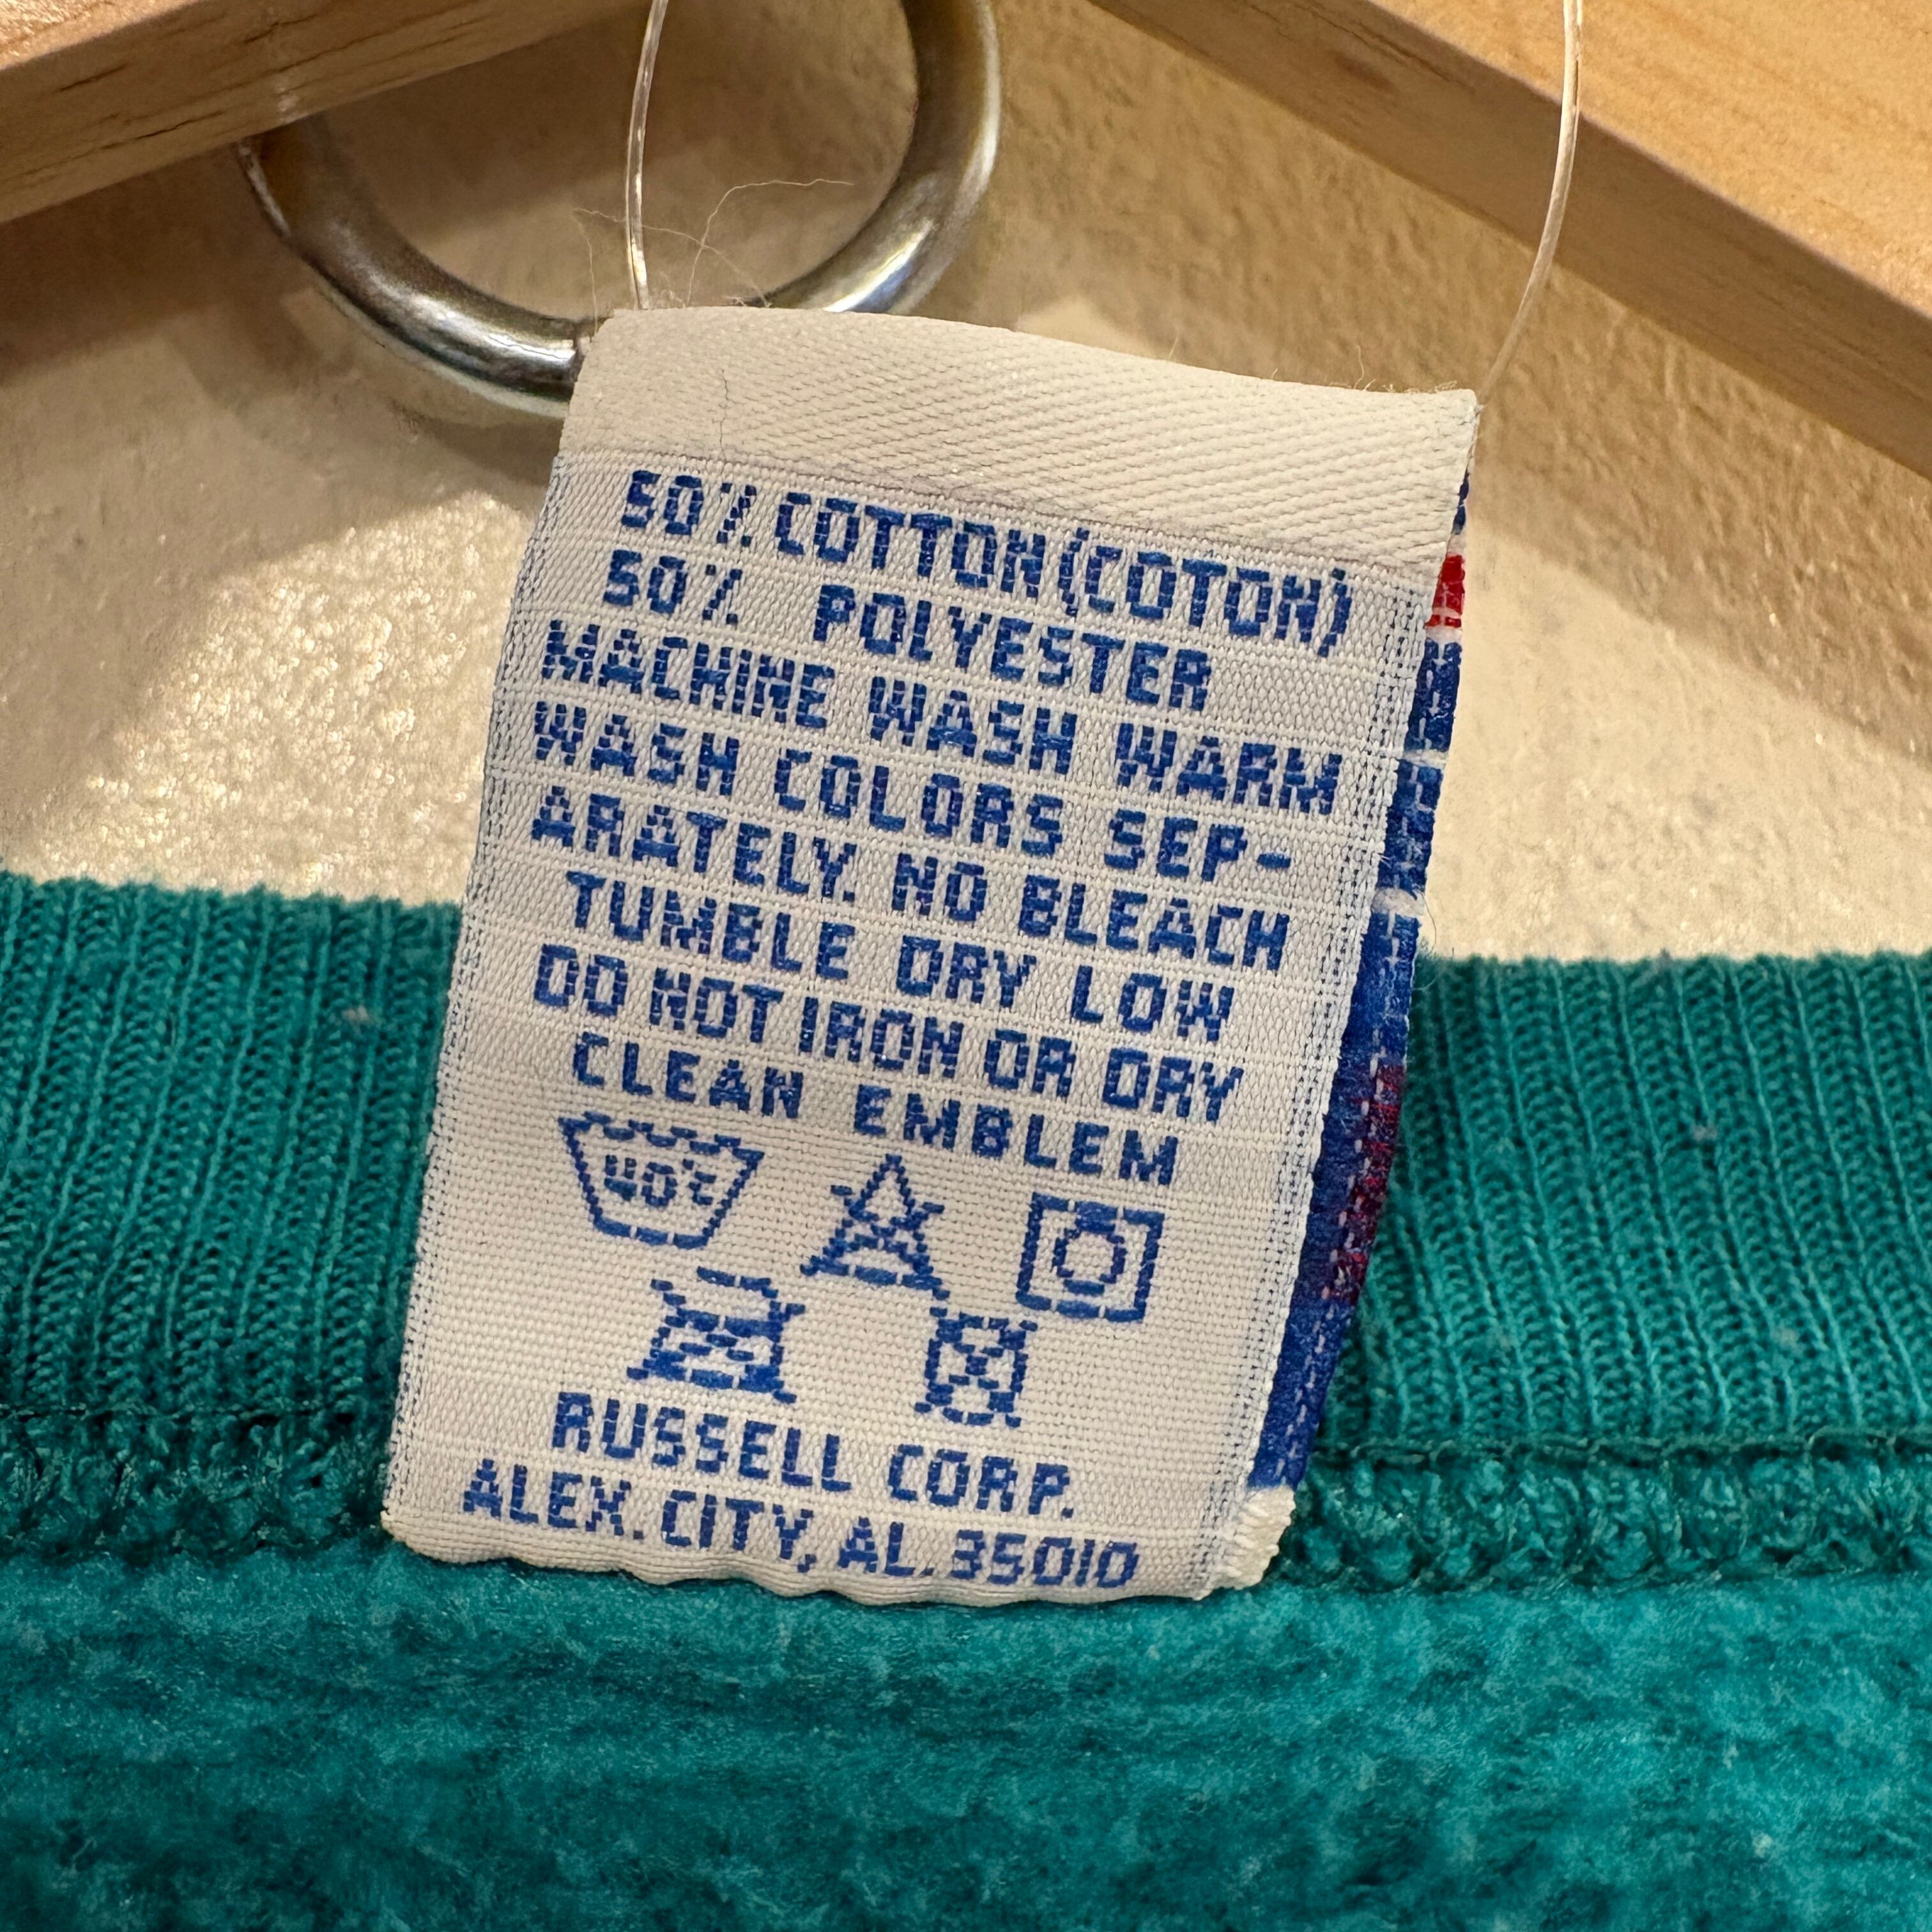 50% COTTON(COTON)
50% POLYESTER
MACHINE WASH WARM
WASH COLORS SEP-
ARATELY. NO BLEACH
TUMBLE DRY LOW
DO NOT IRON OR DRY
CLEAN EMBLEM
40°C
RUSSELL CORP.
ALEX. CITY, AL. 35010